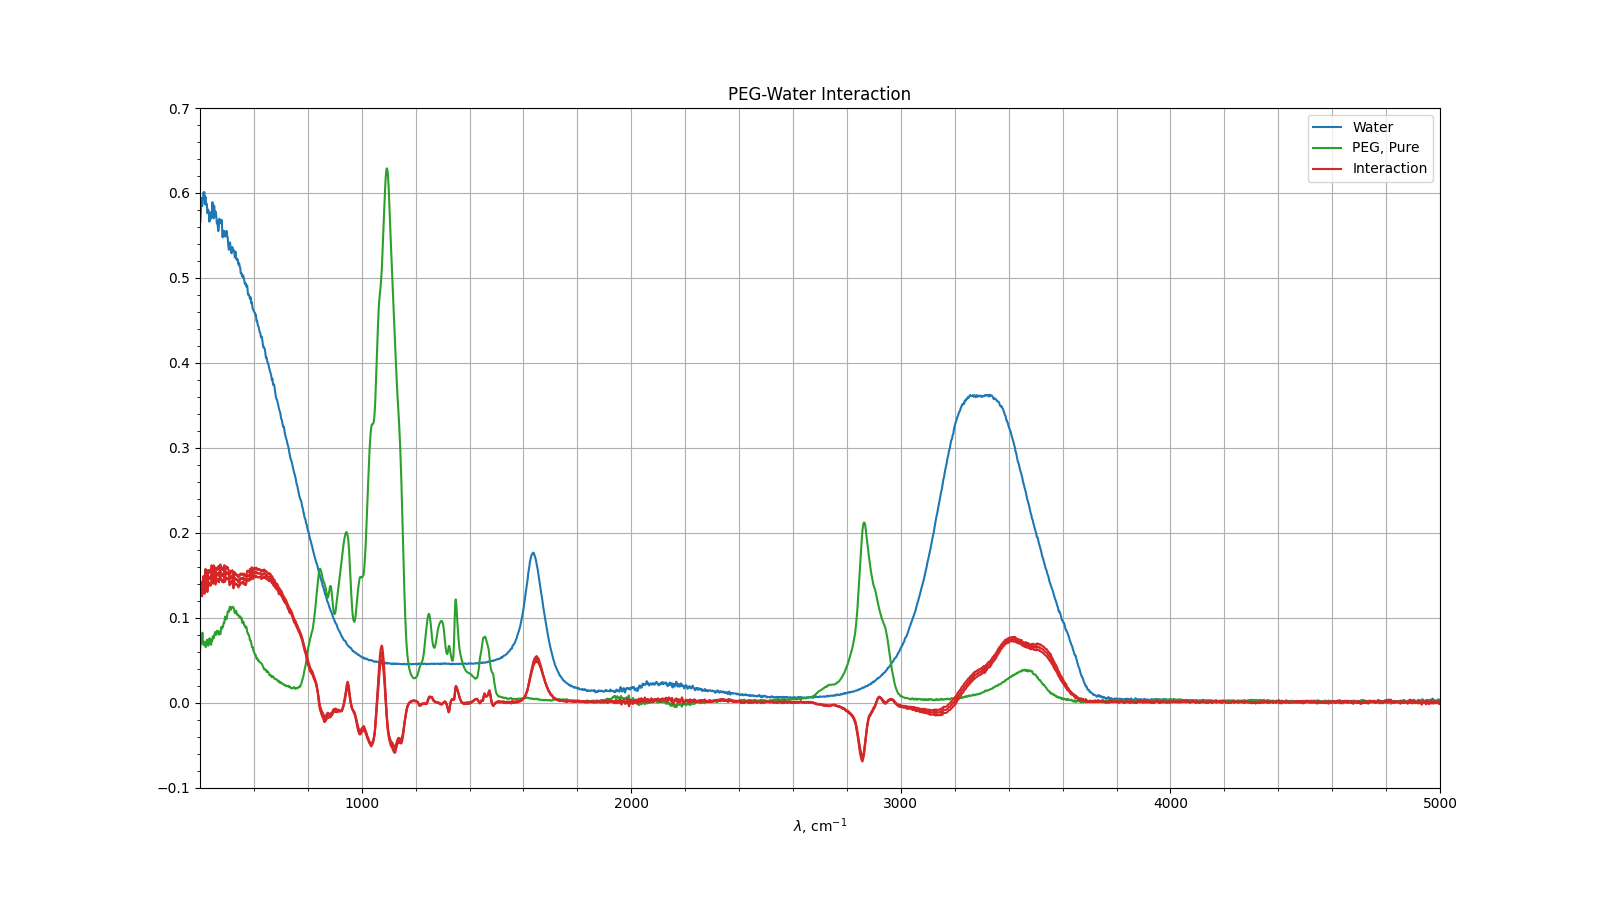 PEG-Water Interaction
Water
PEG, Pure
Interaction
0.7
0.6
0.5
0.4
0.3
0.2
0.1
0.0
−0.1
1000 2000 3000 4000 5000
λ, cm⁻¹